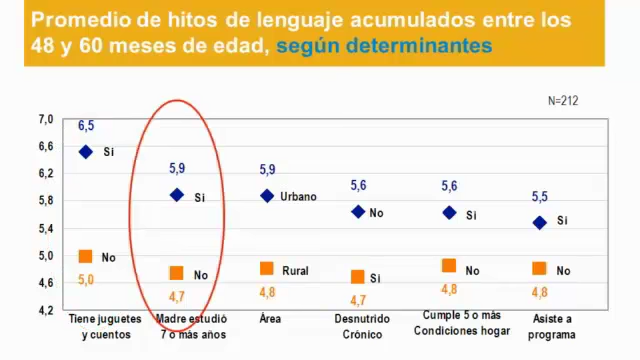 Promedio de hitos de lenguaje acumulados entre los
48 y 60 meses de edad, según determinantes
N=212
7,0
6,6
6,2
5,8
5,4
5,0
4,6
4,2
6,5
Si
No
5,0
5,9
Si
No
4,7
5,9
Urbano
Rural
4,8
5,6
No
Si
4,7
5,6
Si
No
4,8
5,5
Si
No
4,8
Tiene juguetes
y cuentos
Madre estudió
7 o más años
Área
Desnutrido
Crónico
Cumple 5 o más
Condiciones hogar
Asiste a
programa